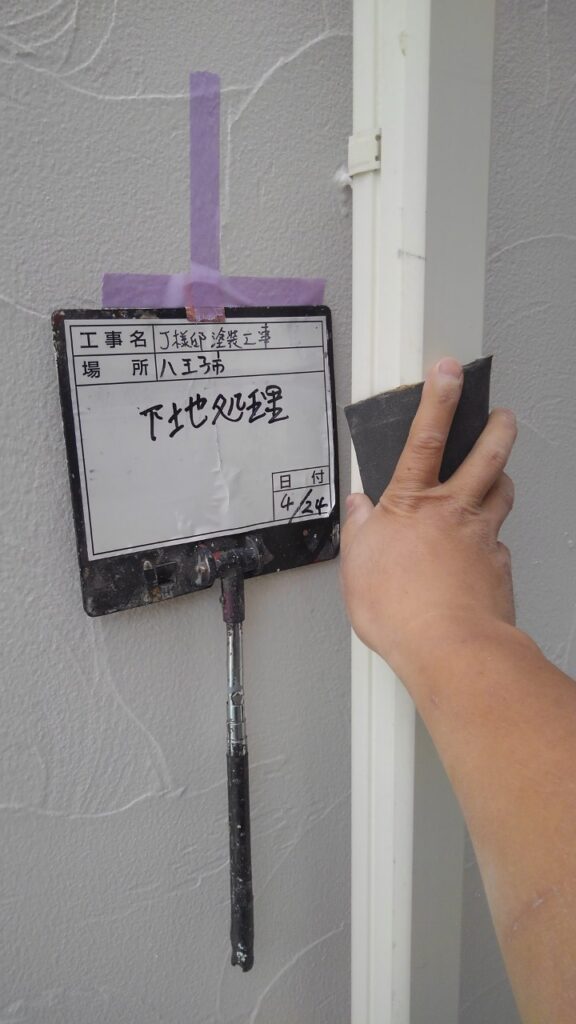 工事名 J様邸 塗装工事
場所 八王子市
下地処理
日付
4/24